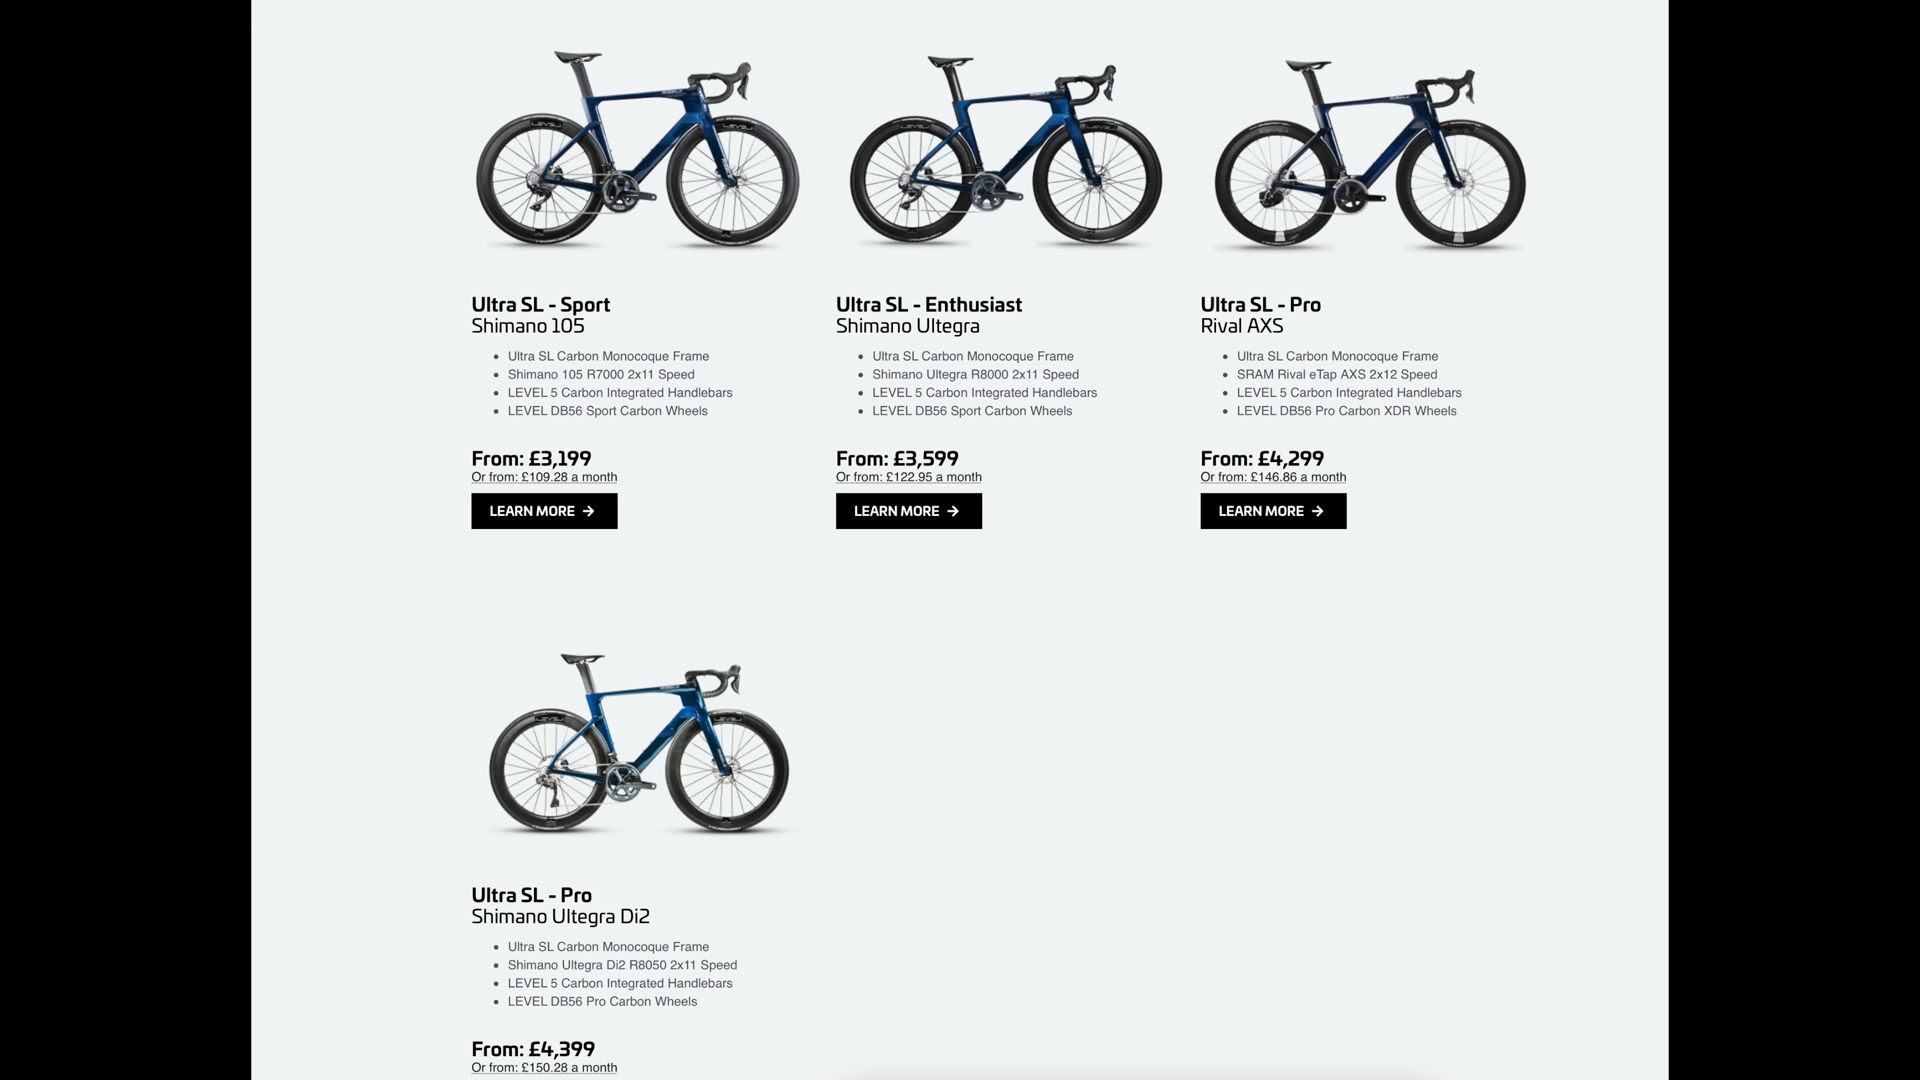 Ultra SL - Sport
Shimano 105
• Ultra SL Carbon Monocoque Frame
• Shimano 105 R7000 2x11 Speed
• LEVEL 5 Carbon Integrated Handlebars
• LEVEL DB56 Sport Carbon Wheels
From: £3,199
Or from: £109.28 a month
LEARN MORE →
Ultra SL - Enthusiast
Shimano Ultegra
• Ultra SL Carbon Monocoque Frame
• Shimano Ultegra R8000 2x11 Speed
• LEVEL 5 Carbon Integrated Handlebars
• LEVEL DB56 Sport Carbon Wheels
From: £3,599
Or from: £122.95 a month
LEARN MORE →
Ultra SL - Pro
Rival AXS
• Ultra SL Carbon Monocoque Frame
• SRAM Rival eTap AXS 2x12 Speed
• LEVEL 5 Carbon Integrated Handlebars
• LEVEL DB56 Pro Carbon XDR Wheels
From: £4,299
Or from: £146.86 a month
LEARN MORE →
Ultra SL - Pro
Shimano Ultegra Di2
• Ultra SL Carbon Monocoque Frame
• Shimano Ultegra Di2 R8050 2x11 Speed
• LEVEL 5 Carbon Integrated Handlebars
• LEVEL DB56 Pro Carbon Wheels
From: £4,399
Or from: £150.28 a month